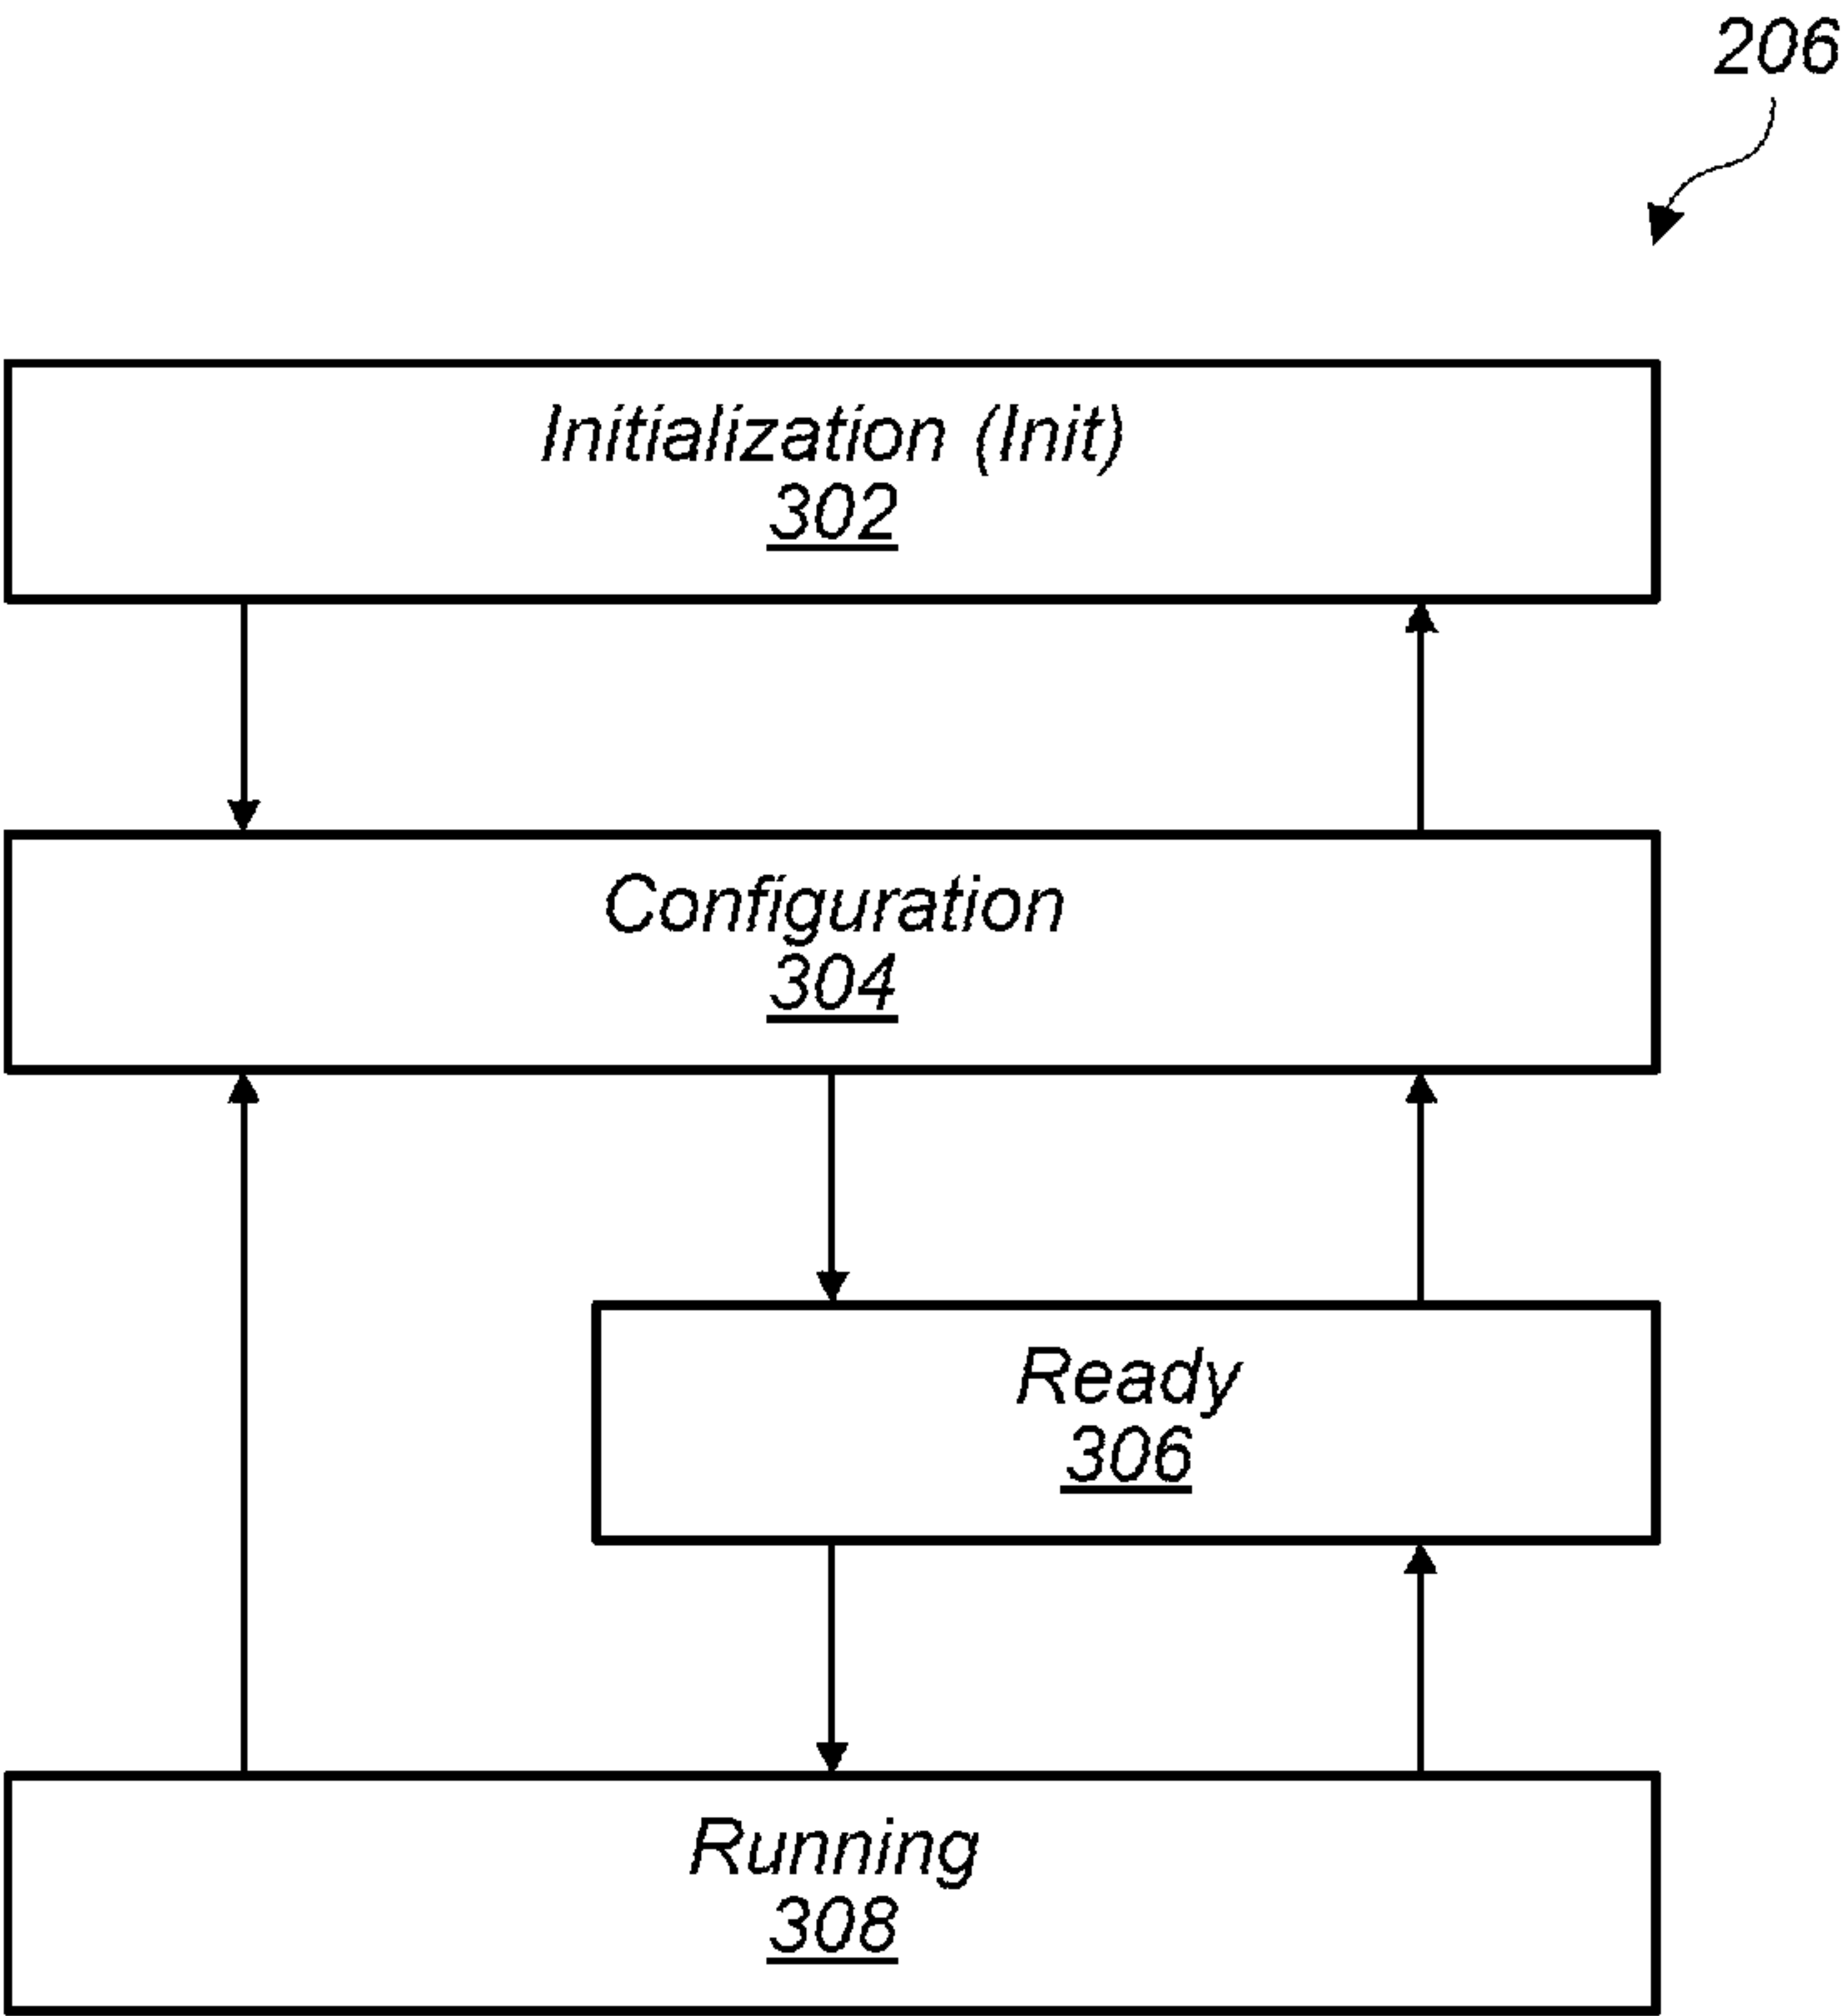 206
Initialization (Init)
302
Configuration
304
Ready
306
Running
308